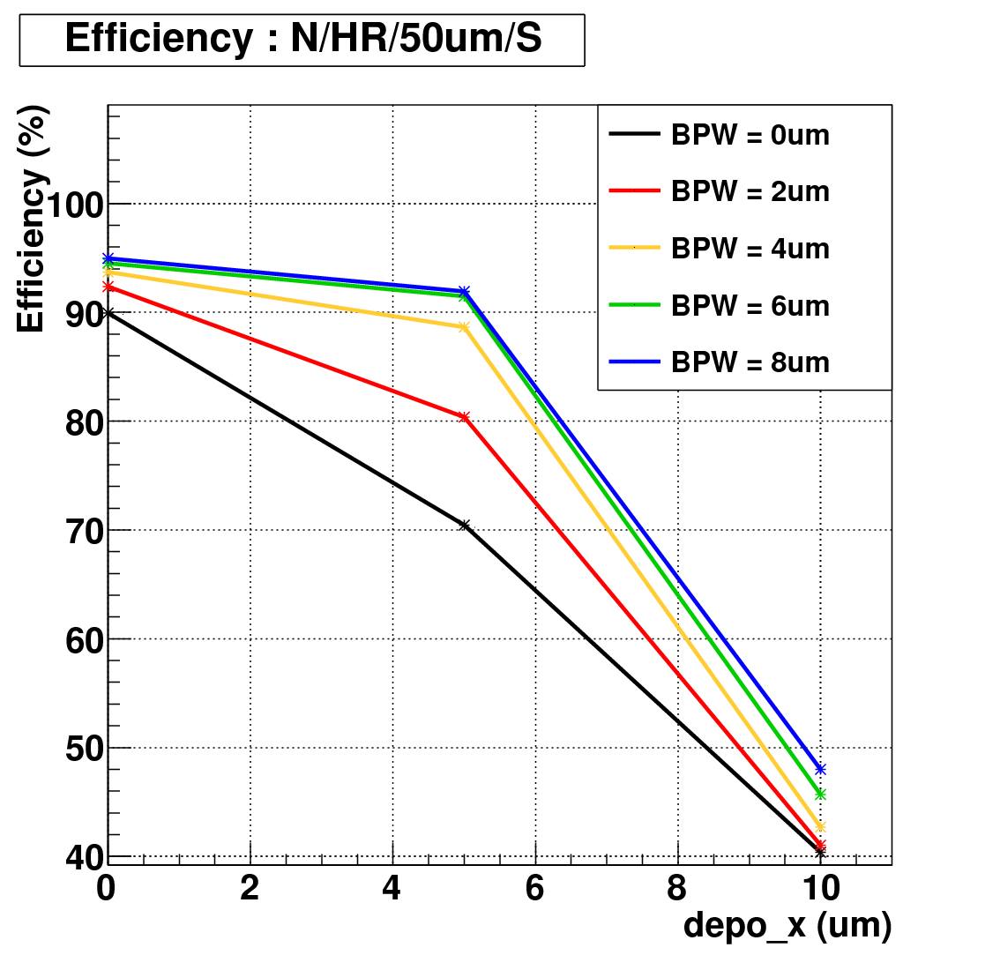 Efficiency : N/HR/50um/S
Efficiency (%)
BPW = 0um
BPW = 2um
BPW = 4um
BPW = 6um
BPW = 8um
100
90
80
70
60
50
40
0 2 4 6 8 10
depo_x (um)